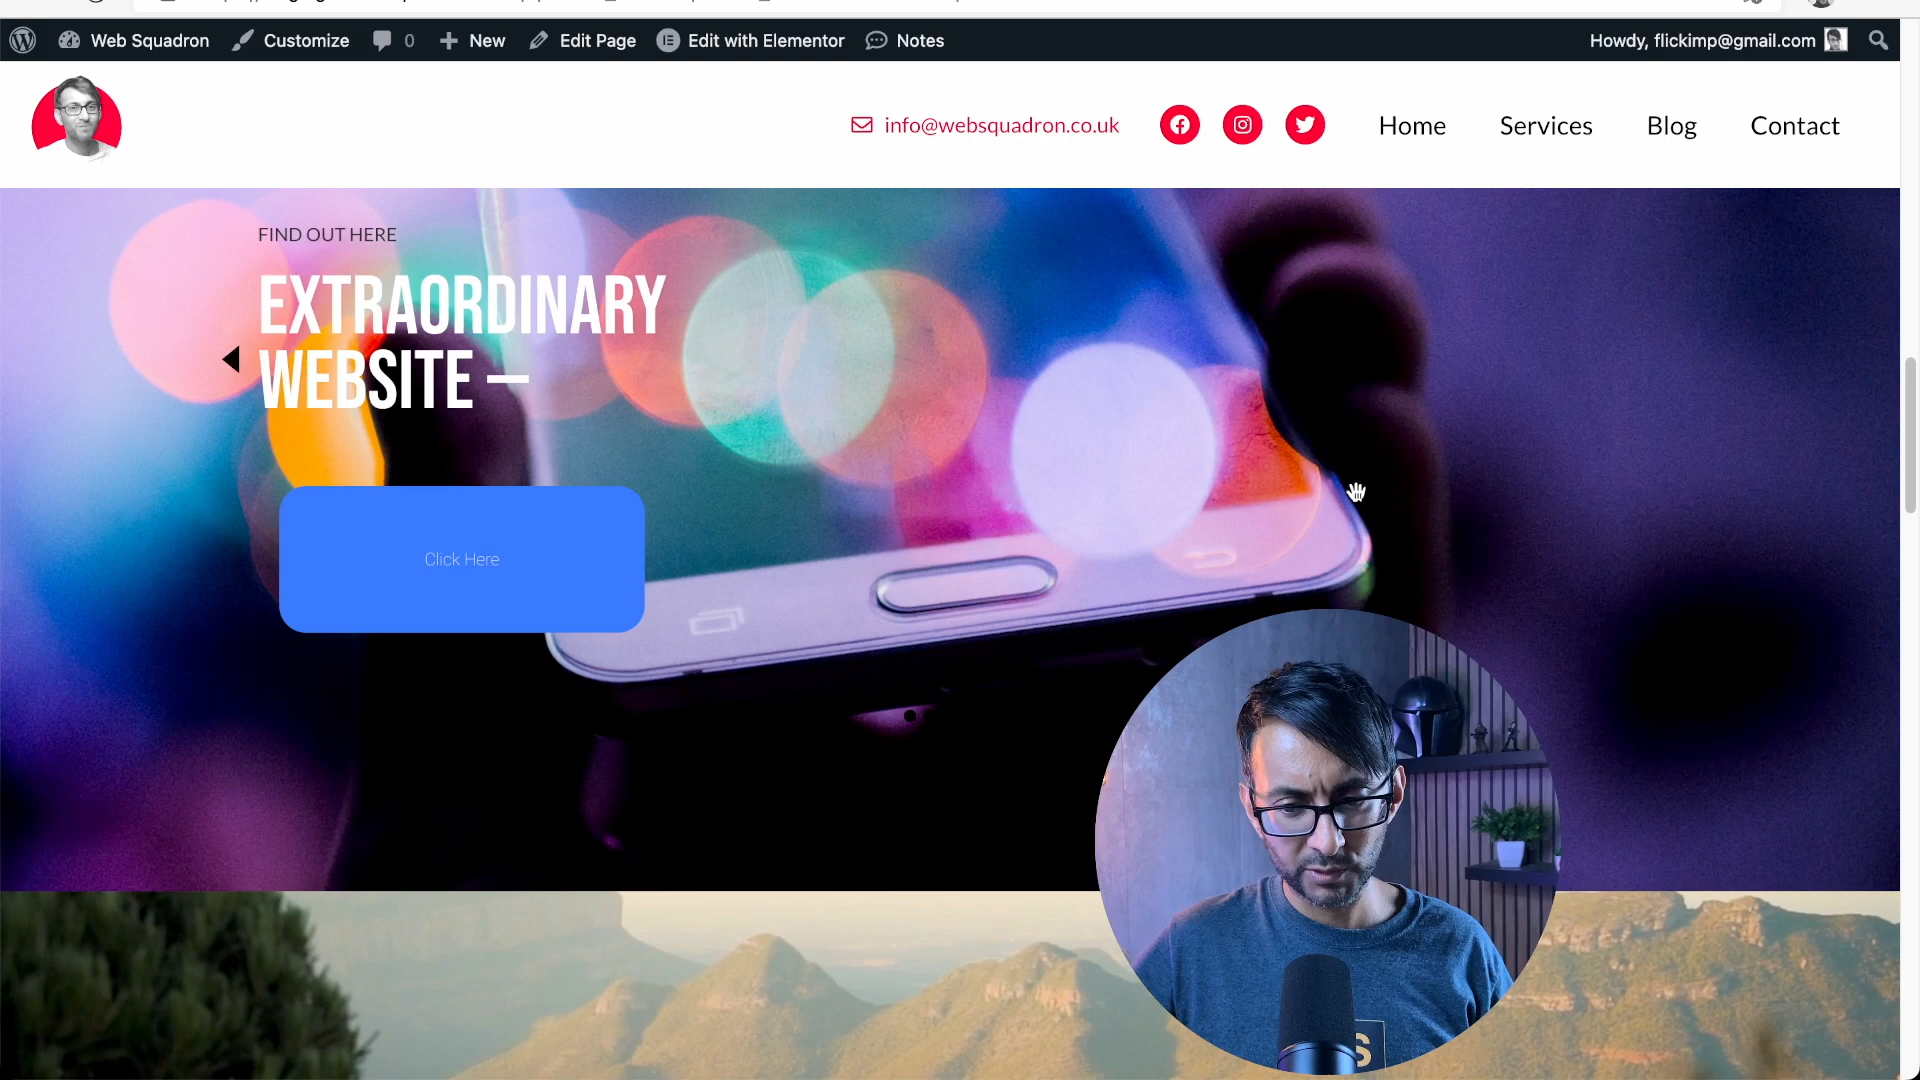 Web Squadron Customize 0 New Edit Page Edit with Elementor Notes Howdy, flickimp@gmail.com
info@websquadron.co.uk Home Services Blog Contact
FIND OUT HERE
EXTRAORDINARY
WEBSITE –
Click Here
S